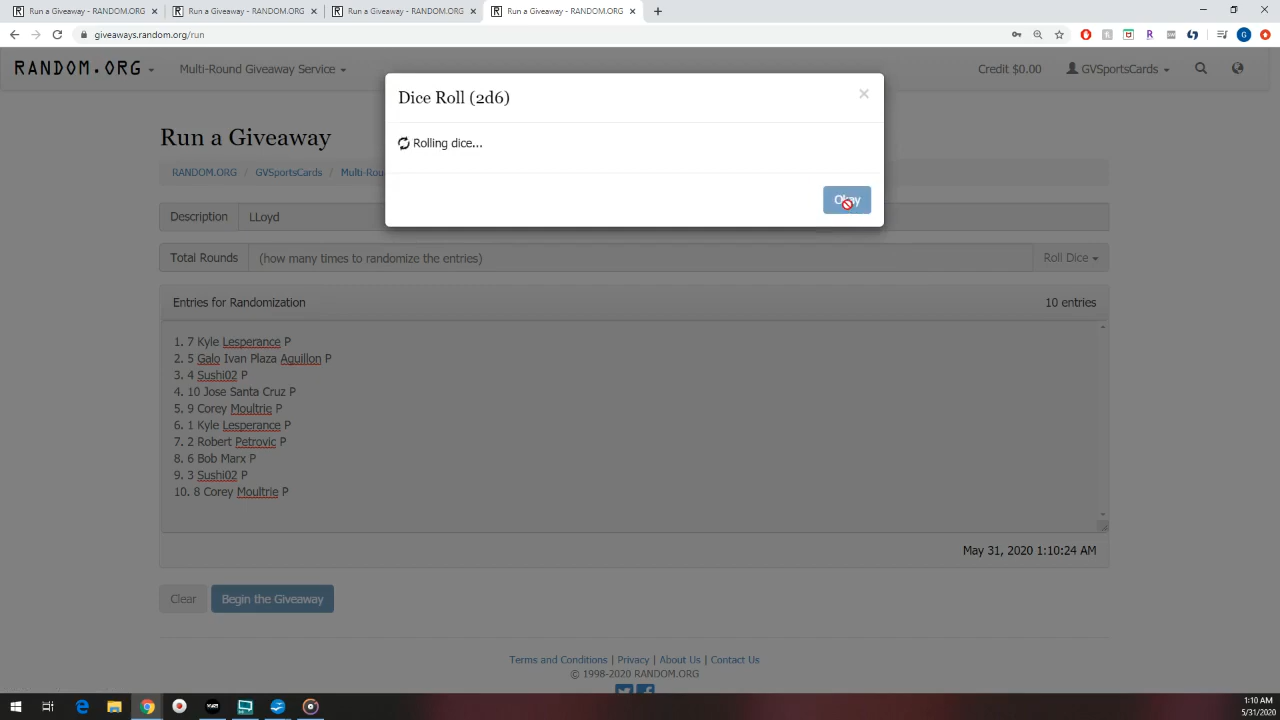 Run a Giveaway - RANDOM.ORG
Run a Giveaway - RANDOM.ORG
Run a Giveaway - RANDOM.ORG
Run a Giveaway - RANDOM.ORG
giveaways.random.org/run
RANDOM.ORG
Multi-Round Giveaway Service
Credit $0.00
GVSportsCards
Dice Roll (2d6)
Rolling dice...
Okay
Run a Giveaway
RANDOM.ORG / GVSportsCards / Multi-Rou
Description LLoyd
Total Rounds (how many times to randomize the entries) Roll Dice
Entries for Randomization 10 entries
1. 7 Kyle Lesperance P
2. 5 Galo Ivan Plaza Aguillon P
3. 4 Sushi02 P
4. 10 Jose Santa Cruz P
5. 9 Corey Moultrie P
6. 1 Kyle Lesperance P
7. 2 Robert Petrovic P
8. 6 Bob Marx P
9. 3 Sushi02 P
10. 8 Corey Moultrie P
May 31, 2020 1:10:24 AM
Clear Begin the Giveaway
Terms and Conditions | Privacy | About Us | Contact Us
© 1998-2020 RANDOM.ORG
1:10 AM
5/31/2020